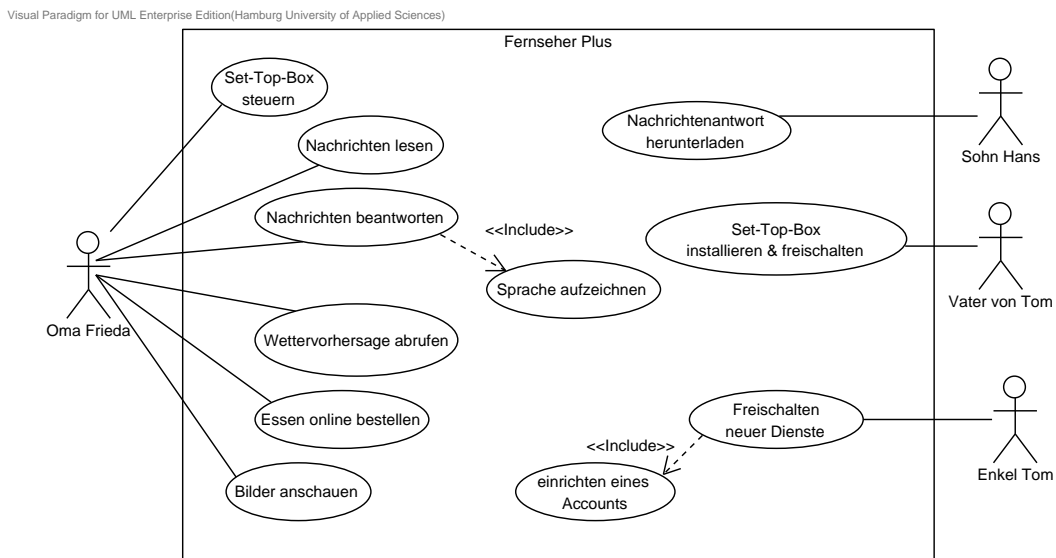 Visual Paradigm for UML Enterprise Edition(Hamburg University of Applied Sciences)
Fernseher Plus
Set-Top-Box
steuern
Nachrichten lesen
Nachrichtenantwort
herunterladen
Sohn Hans
Nachrichten beantworten
<<Include>>
Sprache aufzeichnen
Set-Top-Box
installieren & freischalten
Vater von Tom
Oma Frieda
Wettervorhersage abrufen
Essen online bestellen
Freischalten
neuer Dienste
<<Include>>
Enkel Tom
Bilder anschauen
einrichten eines
Accounts